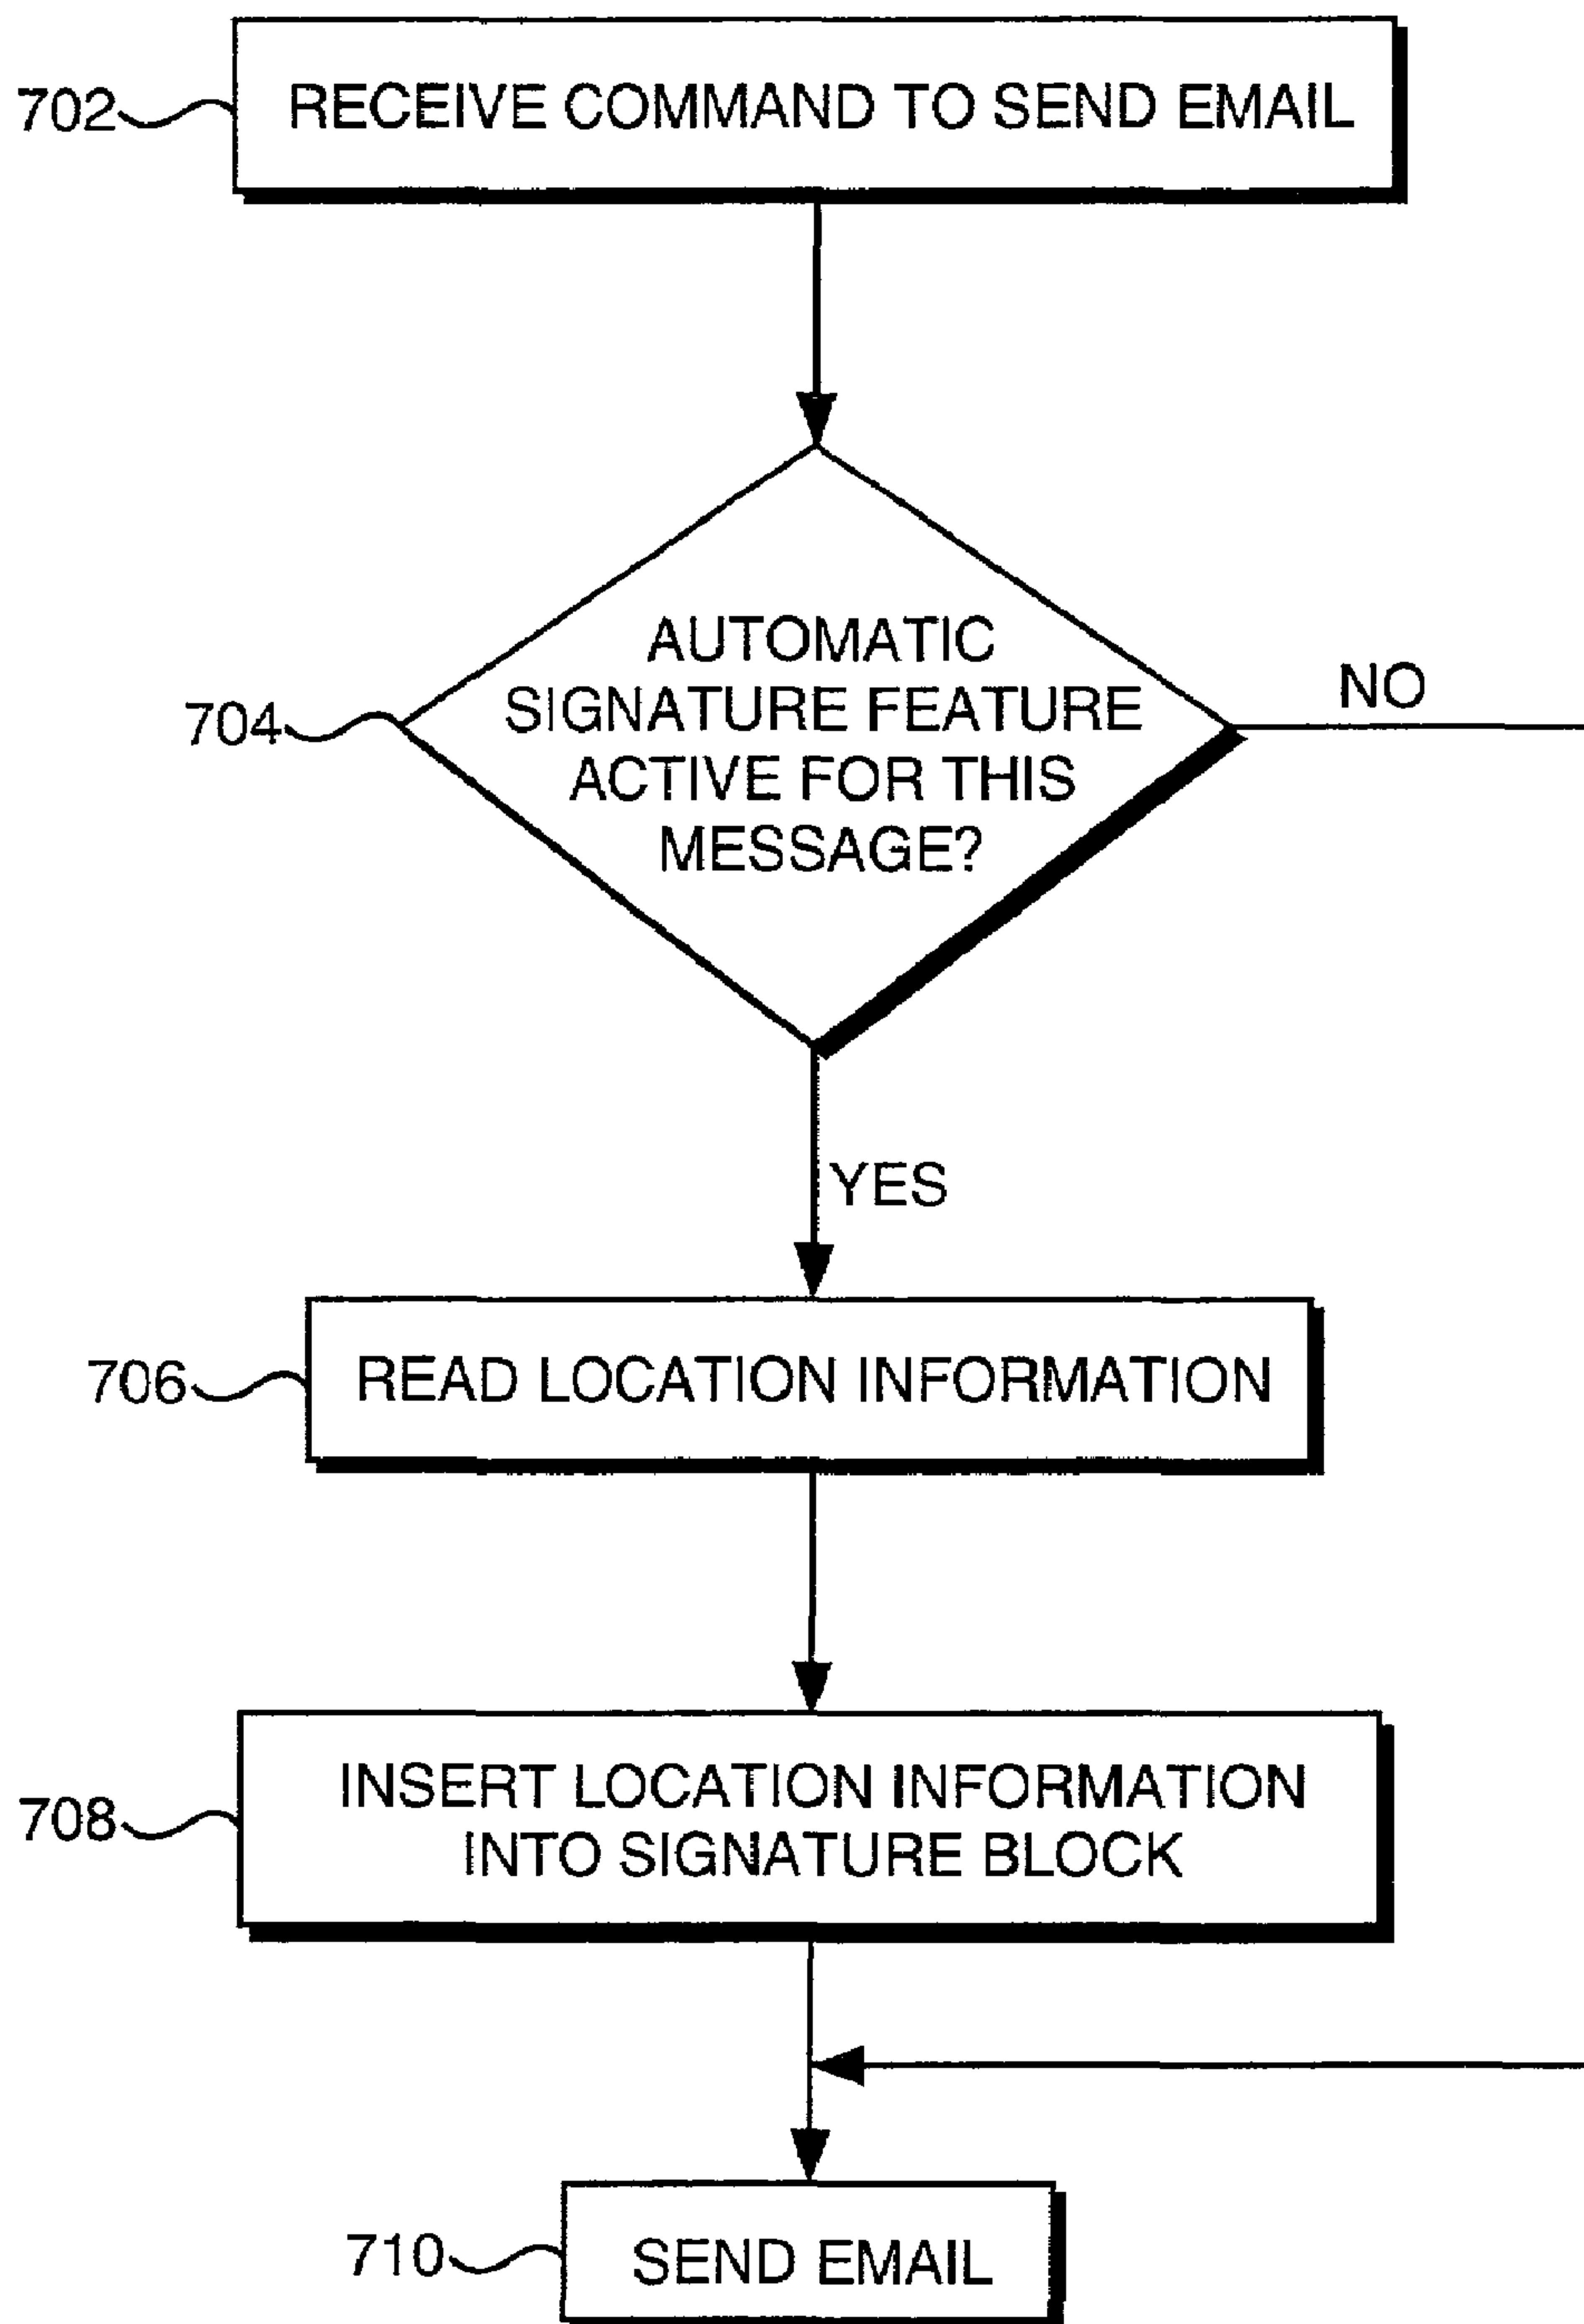 702
RECEIVE COMMAND TO SEND EMAIL
AUTOMATIC
SIGNATURE FEATURE
ACTIVE FOR THIS
MESSAGE?
704
NO
YES
706
READ LOCATION INFORMATION
708
INSERT LOCATION INFORMATION
INTO SIGNATURE BLOCK
710
SEND EMAIL